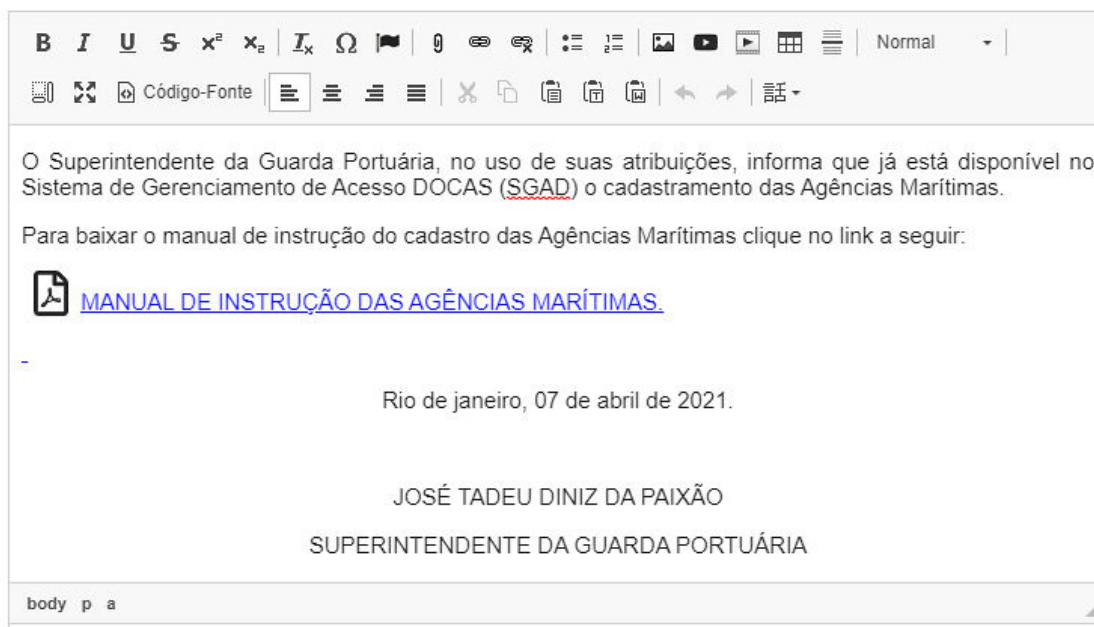 B I U S x² x₂ Iₓ Ω Normal
Código-Fonte 話
O Superintendente da Guarda Portuária, no uso de suas atribuições, informa que já está disponível no
Sistema de Gerenciamento de Acesso DOCAS (SGAD) o cadastramento das Agências Marítimas.
Para baixar o manual de instrução do cadastro das Agências Marítimas clique no link a seguir:
MANUAL DE INSTRUÇÃO DAS AGÊNCIAS MARÍTIMAS.
Rio de janeiro, 07 de abril de 2021.
JOSÉ TADEU DINIZ DA PAIXÃO
SUPERINTENDENTE DA GUARDA PORTUÁRIA
body p a